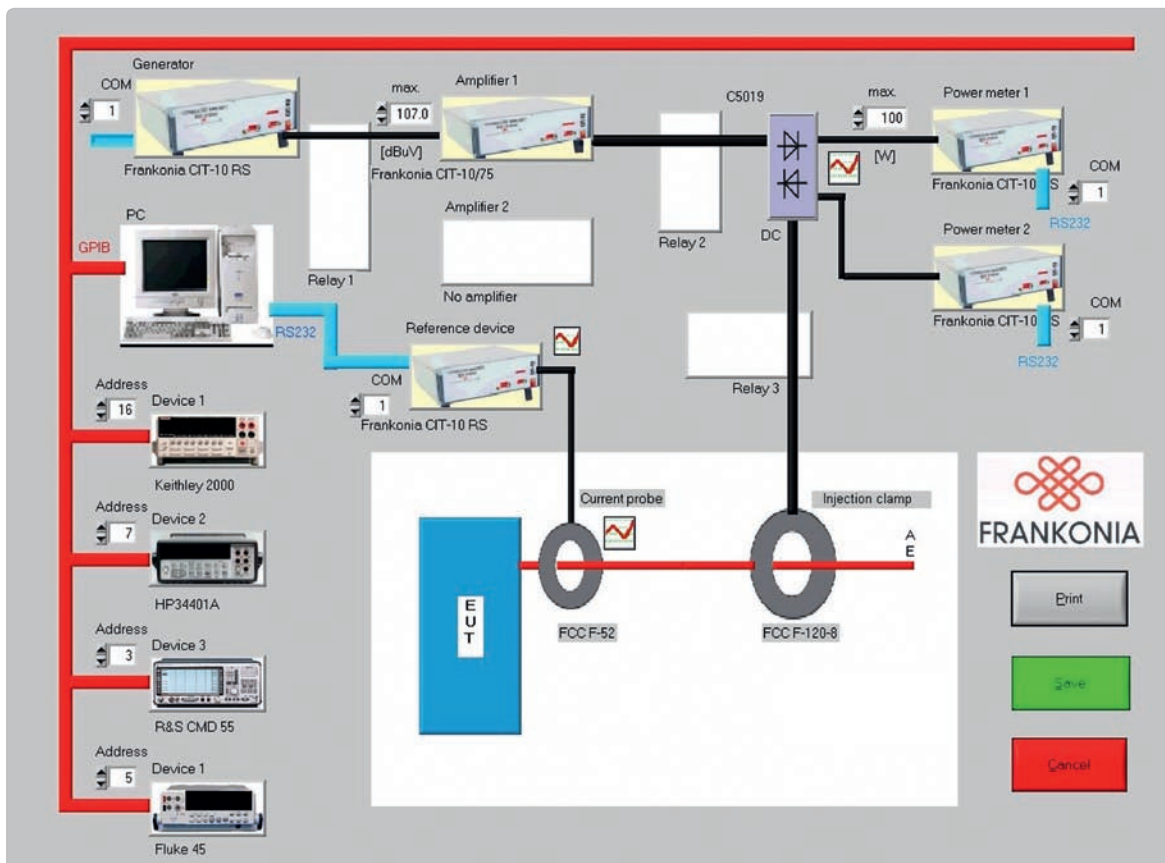 Generator
COM
1
Frankonia CIT-10 RS
max.
107.0
[dBuV]
Amplifier 1
Frankonia CIT-10/75
Relay 1
Amplifier 2
No amplifier
C5019
Relay 2
DC
max.
100
[W]
Power meter 1
Frankonia CIT-10 RS
COM
1
RS232
Power meter 2
Frankonia CIT-10 RS
COM
1
RS232
PC
GPIB
RS232
Reference device
COM
1
Frankonia CIT-10 RS
Relay 3
Address
16
Device 1
Keithley 2000
Device 2
7
HP34401A
Device 3
3
R&S CMD 55
Address
5
Device 1
Fluke 45
Current probe
Injection clamp
A
E
E
U
T
FCC F-52
FCC F-120-8
FRANKONIA
Print
Save
Cancel